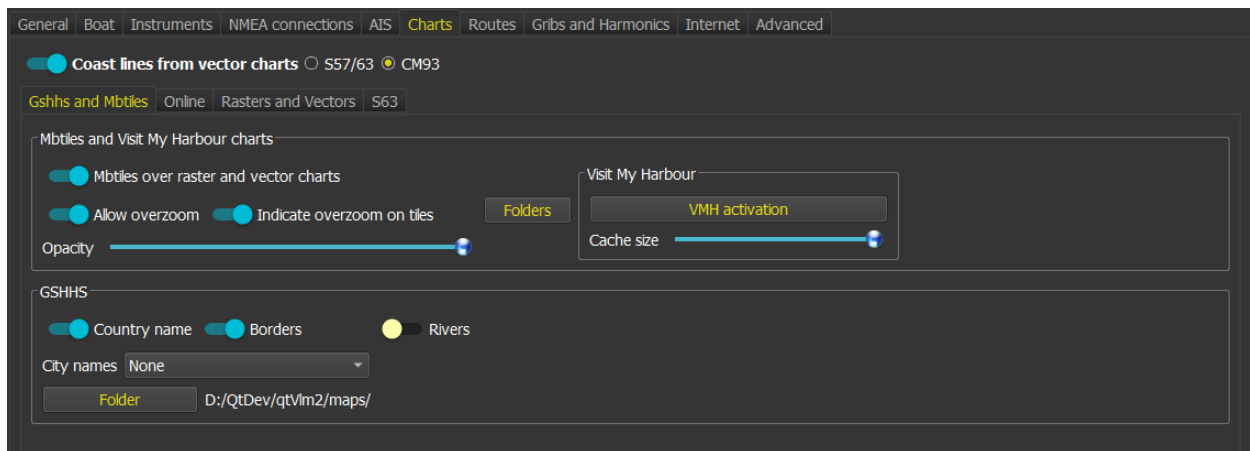 General Boat Instruments NMEA connections AIS Charts Routes Gribs and Harmonics Internet Advanced
Coast lines from vector charts S57/63 CM93
Gshhs and Mbtiles Online Rasters and Vectors S63
Mbtiles and Visit My Harbour charts
Mbtiles over raster and vector charts
Allow overzoom Indicate overzoom on tiles Folders
Opacity
Visit My Harbour
VMH activation
Cache size
GSHHS
Country name Borders Rivers
City names None
Folder D:/QtDev/qtVlm2/maps/